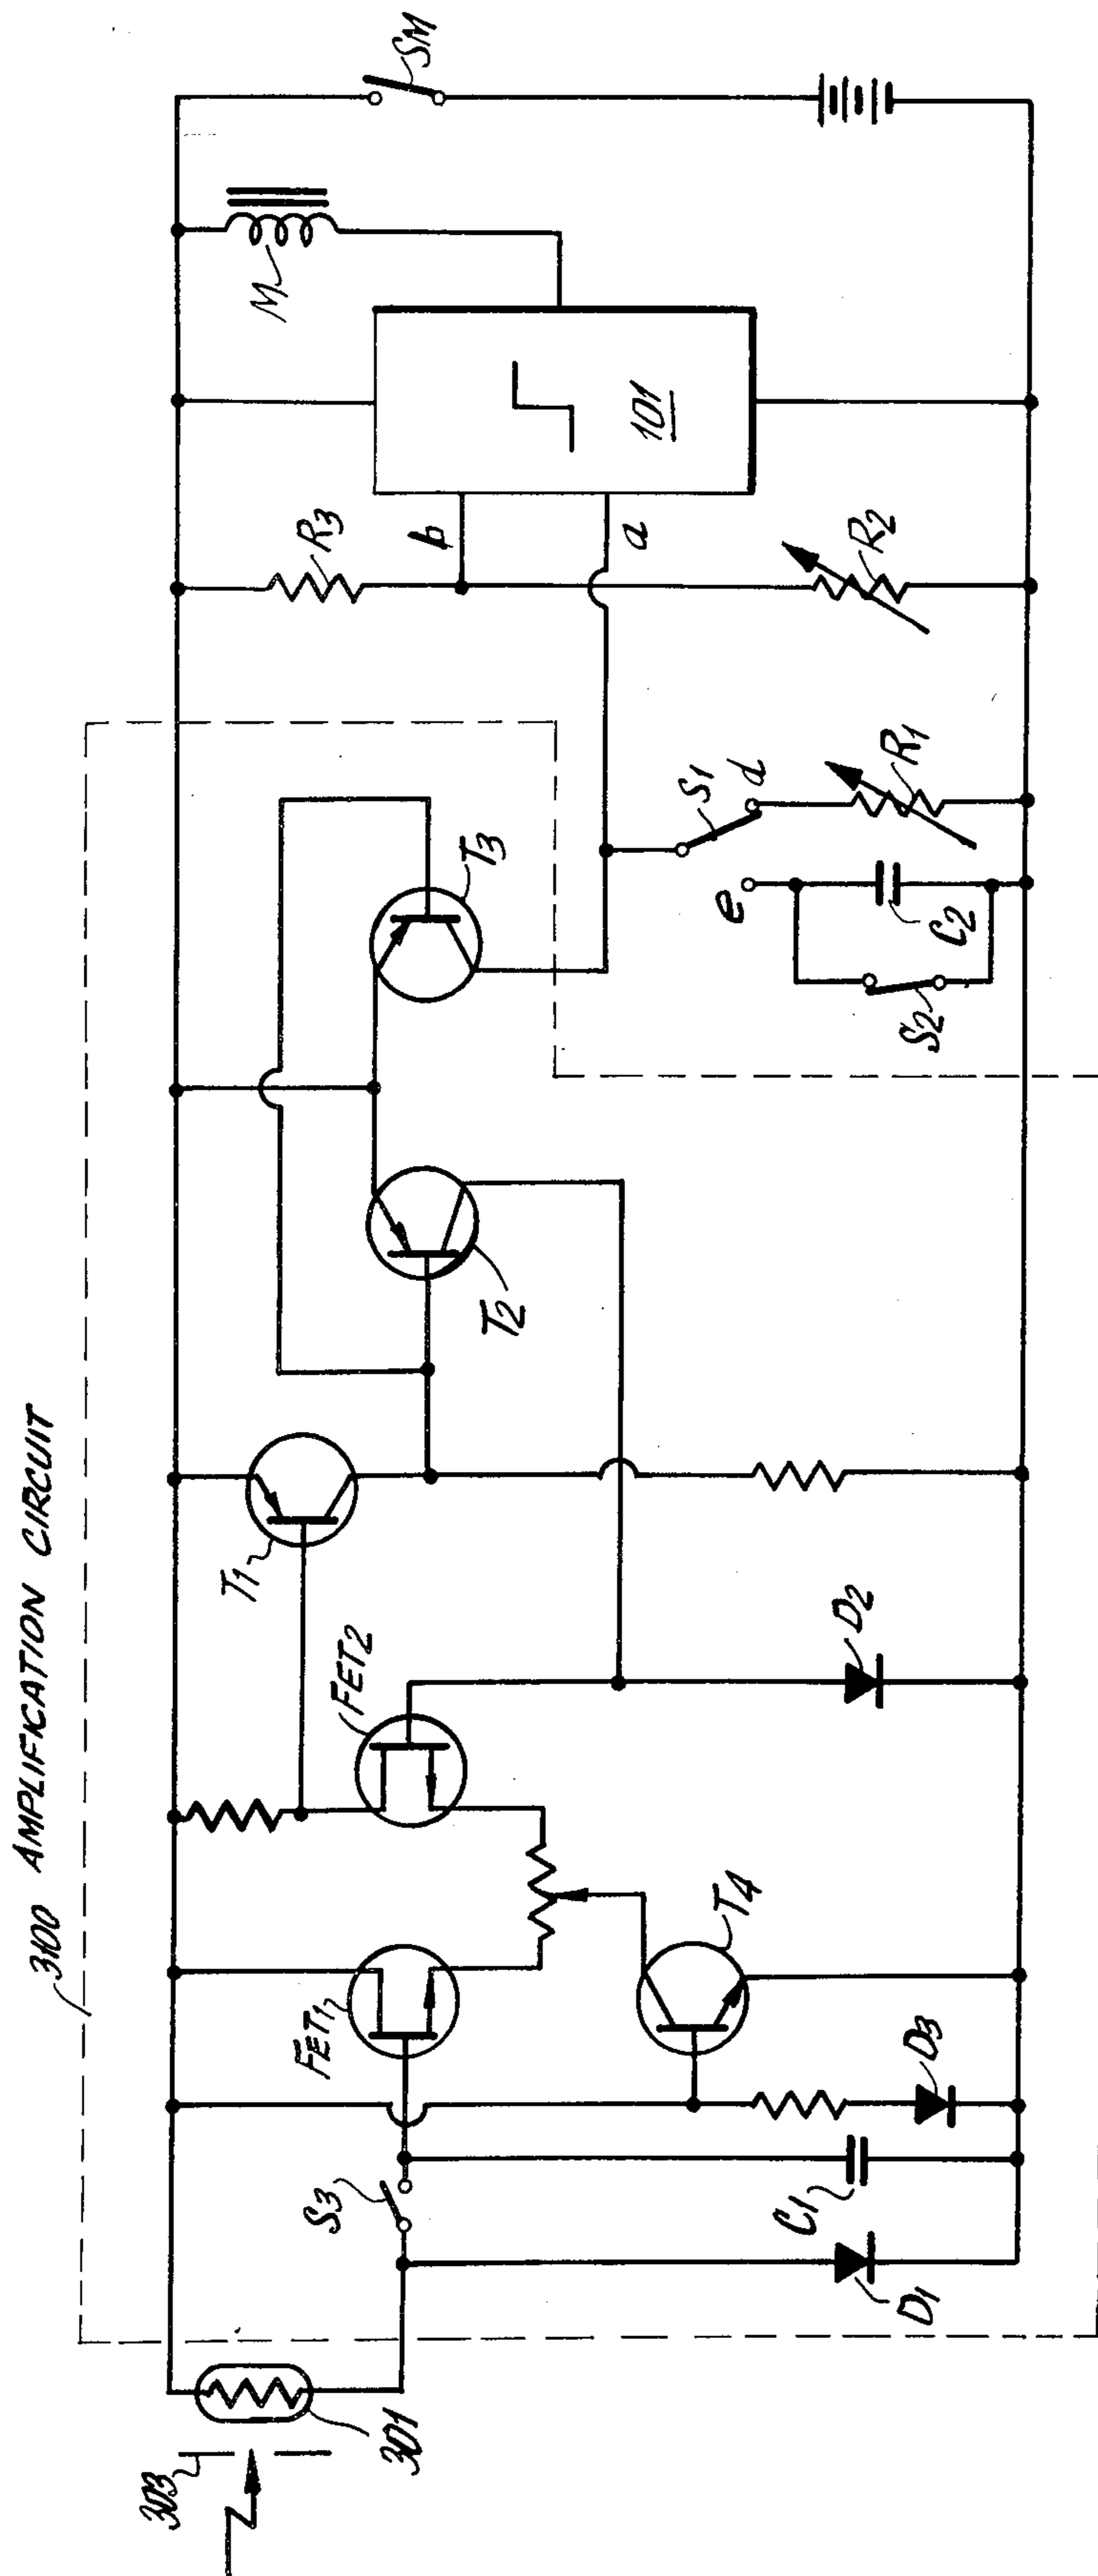 3100 AMPLIFICATION CIRCUIT
303
301
S3
D1
C1
D3
FET1
T4
FET2
D2
T1
T2
T3
S2
C2
e
S1
d
R1
R3
b
a
R2
101
M
SM